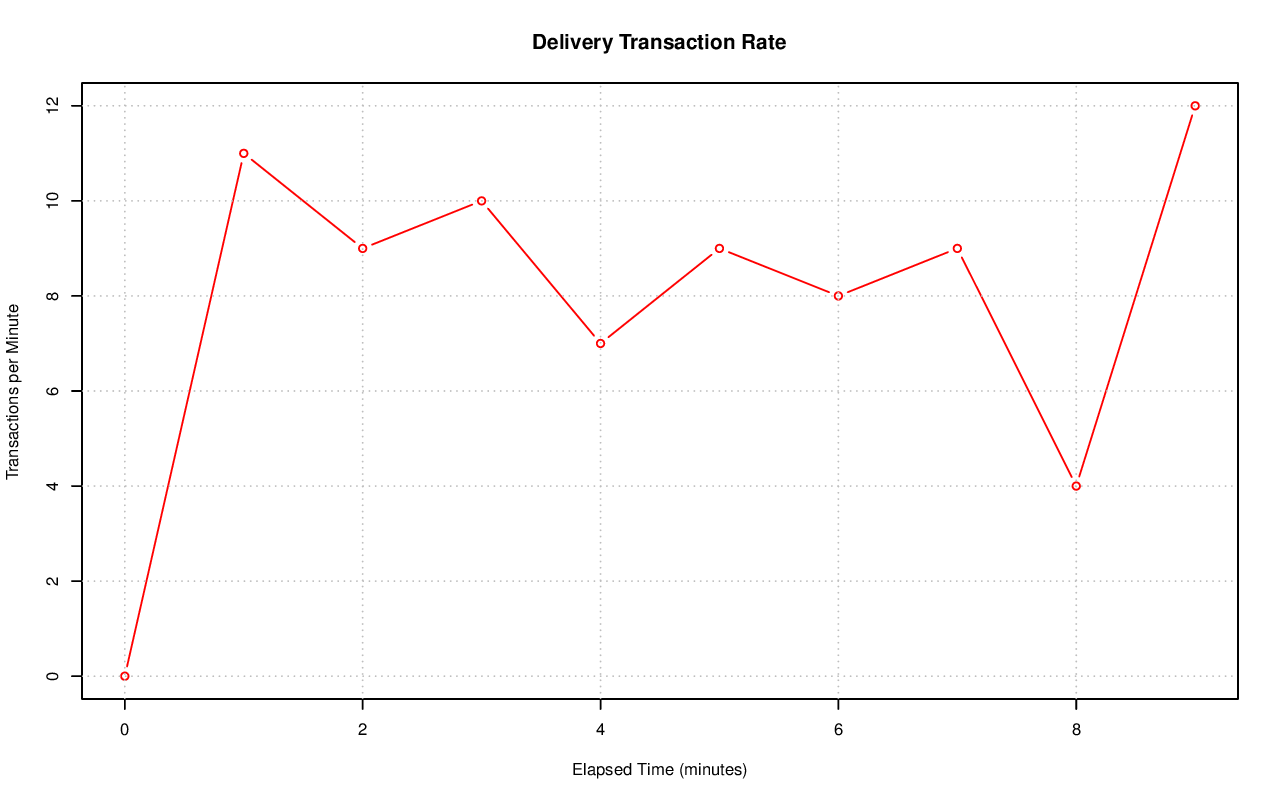 Delivery Transaction Rate
Transactions per Minute
12
10
8
6
4
2
0
0 2 4 6 8
Elapsed Time (minutes)